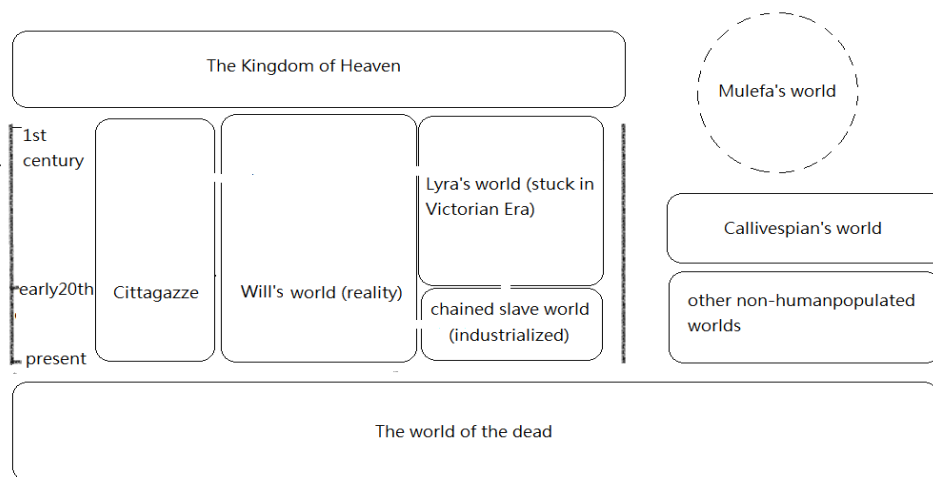 The Kingdom of Heaven
Mulefa's world
1st
century
Lyra's world (stuck in
Victorian Era)
Callivespian's world
early20th
Cittagazze
Will's world (reality)
chained slave world
(industrialized)
other non-humanpopulated
worlds
present
The world of the dead